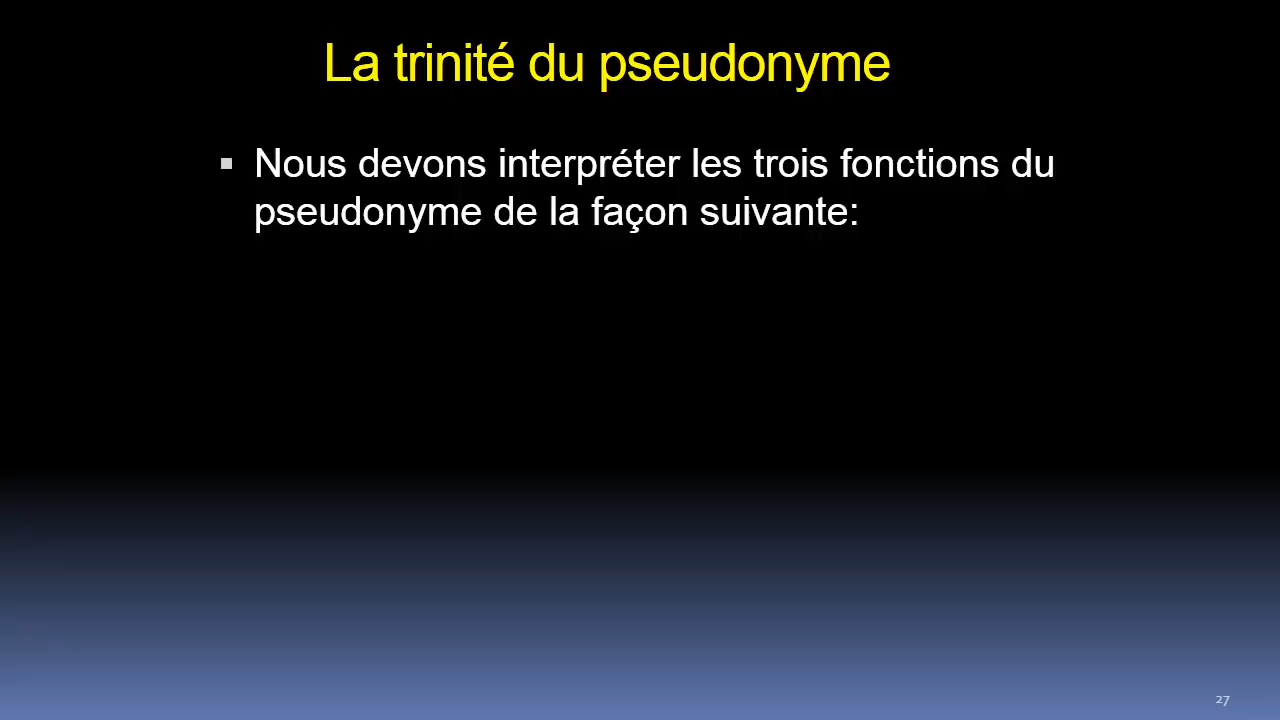 La trinité du pseudonyme
▪ Nous devons interpréter les trois fonctions du
pseudonyme de la façon suivante:
27